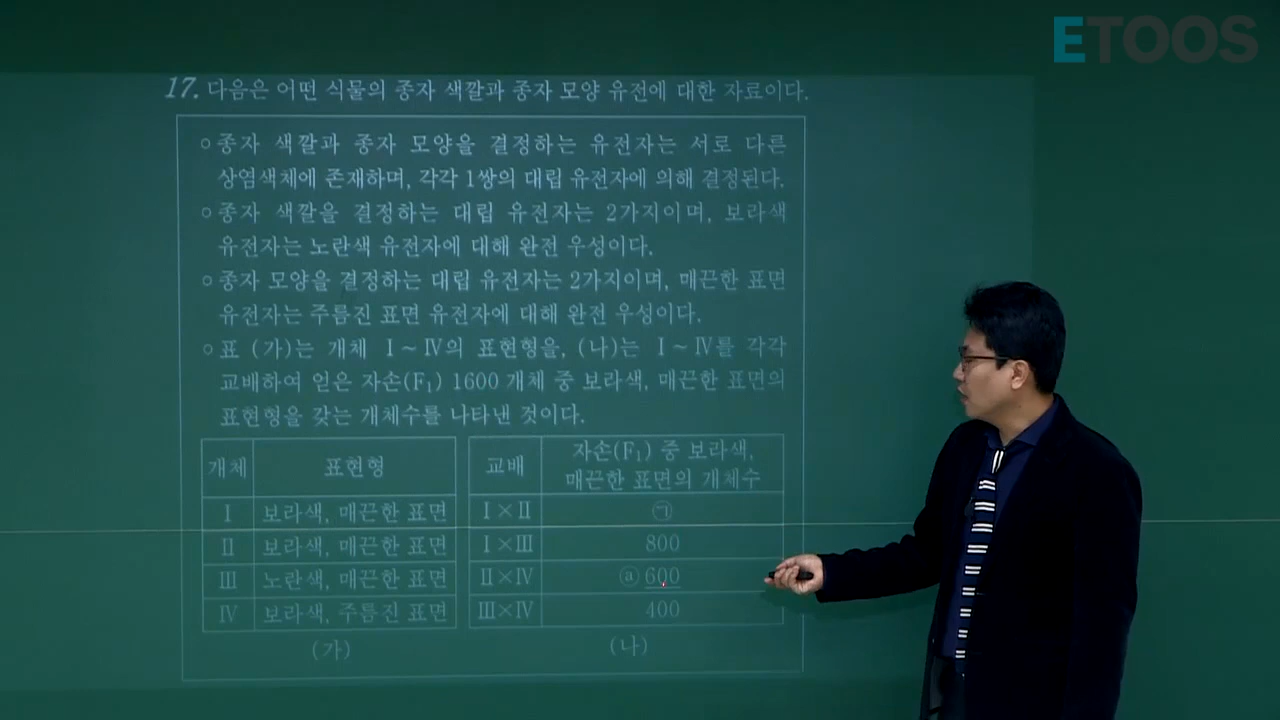 ETOOS
17. 다음은 어떤 식물의 종자 색깔과 종자 모양 유전에 대한 자료이다.
○ 종자 색깔과 종자 모양을 결정하는 유전자는 서로 다른
상염색체에 존재하며, 각각 1쌍의 대립 유전자에 의해 결정된다.
○ 종자 색깔을 결정하는 대립 유전자는 2가지이며, 보라색
유전자는 노란색 유전자에 대해 완전 우성이다.
○ 종자 모양을 결정하는 대립 유전자는 2가지이며, 매끈한 표면
유전자는 주름진 표면 유전자에 대해 완전 우성이다.
○ 표 (가)는 개체 Ⅰ~Ⅳ의 표현형을, (나)는 Ⅰ~Ⅳ를 각각
교배하여 얻은 자손(F₁) 1600 개체 중 보라색, 매끈한 표면의
표현형을 갖는 개체수를 나타낸 것이다.
개체 표현형
Ⅰ 보라색, 매끈한 표면
Ⅱ 보라색, 매끈한 표면
Ⅲ 노란색, 매끈한 표면
Ⅳ 보라색, 주름진 표면
(가)
교배 자손(F₁) 중 보라색,
매끈한 표면의 개체수
Ⅰ×Ⅱ ㉠
Ⅰ×Ⅲ 800
Ⅱ×Ⅳ ⓐ 600
Ⅲ×Ⅳ 400
(나)